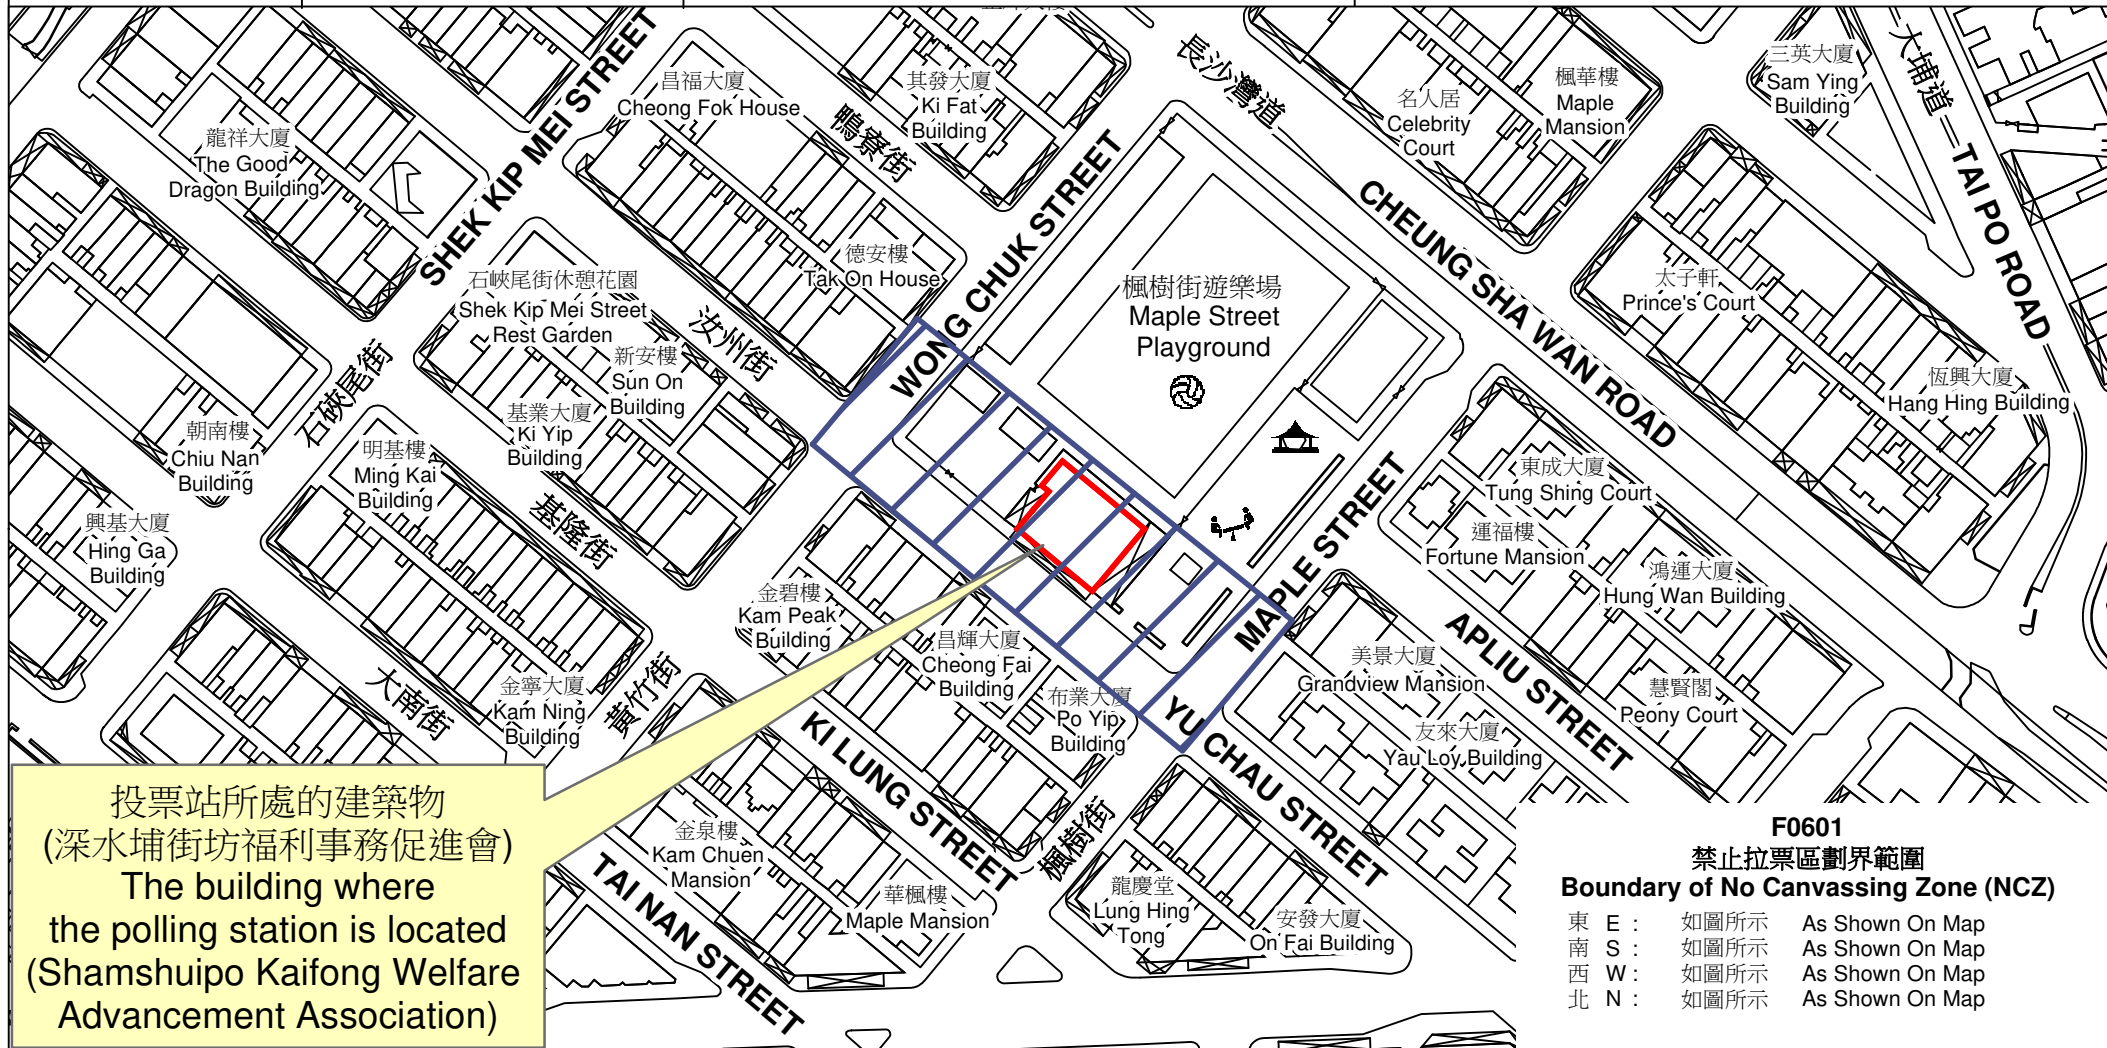 長沙灣道
大埔道
三英大廈
Sam Ying
Building
昌福大廈
Cheong Fok House
其發大廈
Ki Fat
Building
鴨寮街
名人居
Celebrity
Court
楓華樓
Maple
Mansion
龍祥大廈
The Good
Dragon Building
SHEK KIP MEI STREET
WONG CHUK STREET
CHEUNG SHA WAN ROAD
TAI PO ROAD
德安樓
Tak On House
石峽尾街休憩花園
Shek Kip Mei Street
Rest Garden
汝州街
楓樹街遊樂場
Maple Street
Playground
太子軒
Prince's Court
新安樓
Sun On
Building
恆興大廈
Hang Hing Building
石硤尾街
基業大廈
Ki Yip
Building
朝南樓
Chiu Nan
Building
明基樓
Ming Kai
Building
東成大廈
Tung Shing Court
MAPLE STREET
基隆街
興基大廈
Hing Ga
Building
運福樓
Fortune Mansion
鴻運大廈
Hung Wan Building
金碧樓
Kam Peak
Building
昌輝大廈
Cheong Fai
Building
APLIU STREET
美景大廈
Grandview Mansion
慧賢閣
Peony Court
大南街
金寧大廈
Kam Ning
Building
黃竹街
布業大廈
Po Yip
Building
YU CHAU STREET
友來大廈
Yau Loy Building
KI LUNG STREET
投票站所處的建築物
(深水埔街坊福利事務促進會)
The building where
the polling station is located
(Shamshuipo Kaifong Welfare
Advancement Association)
金泉樓
Kam Chuen
Mansion
楓樹街
TAI NAN STREET
華楓樓
Maple Mansion
龍慶堂
Lung Hing
Tong
安發大廈
On Fai Building
F0601
禁止拉票區劃界範圍
Boundary of No Canvassing Zone (NCZ)
東 E : 如圖所示 As Shown On Map
南 S : 如圖所示 As Shown On Map
西 W : 如圖所示 As Shown On Map
北 N : 如圖所示 As Shown On Map